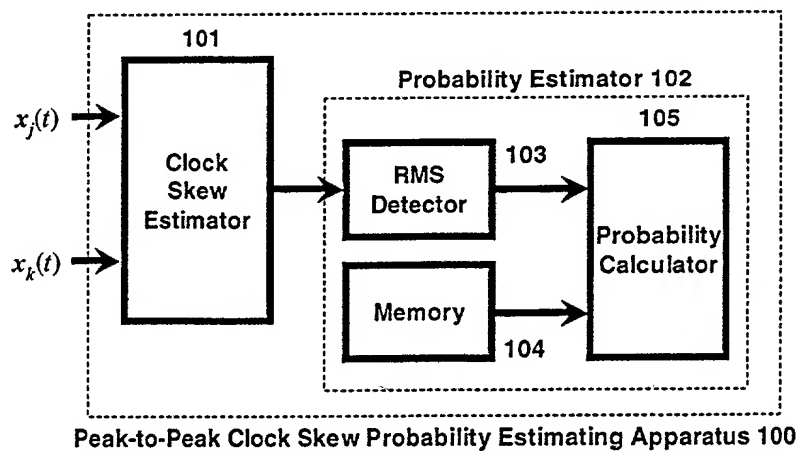 101
Probability Estimator 102
105
x_j(t)
103
Clock
Skew
Estimator
RMS
Detector
Probability
Calculator
x_k(t)
Memory
104
Peak-to-Peak Clock Skew Probability Estimating Apparatus 100